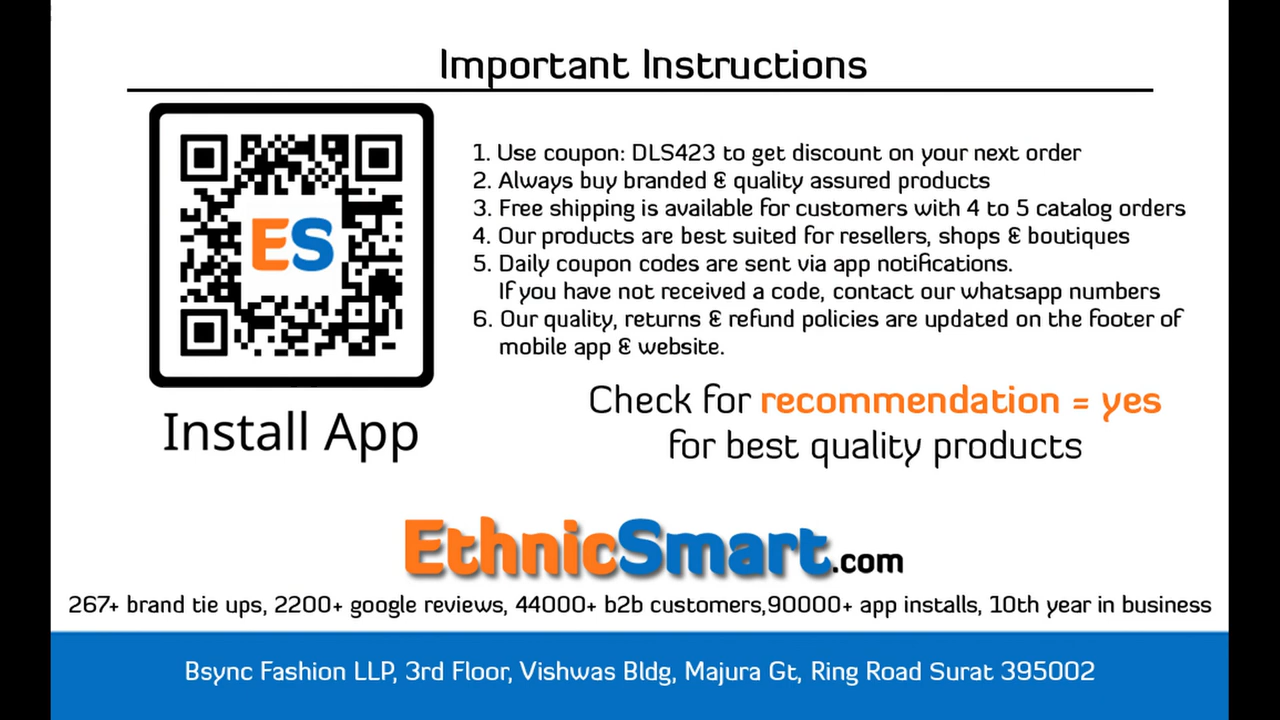 Important Instructions
1. Use coupon: DLS423 to get discount on your next order
2. Always buy branded & quality assured products
3. Free shipping is available for customers with 4 to 5 catalog orders
4. Our products are best suited for resellers, shops & boutiques
5. Daily coupon codes are sent via app notifications.
If you have not received a code, contact our whatsapp numbers
6. Our quality, returns & refund policies are updated on the footer of
mobile app & website.
ES
Install App
Check for recommendation = yes
for best quality products
EthnicSmart.com
267+ brand tie ups, 2200+ google reviews, 44000+ b2b customers,90000+ app installs, 10th year in business
Bsync Fashion LLP, 3rd Floor, Vishwas Bldg, Majura Gt, Ring Road Surat 395002